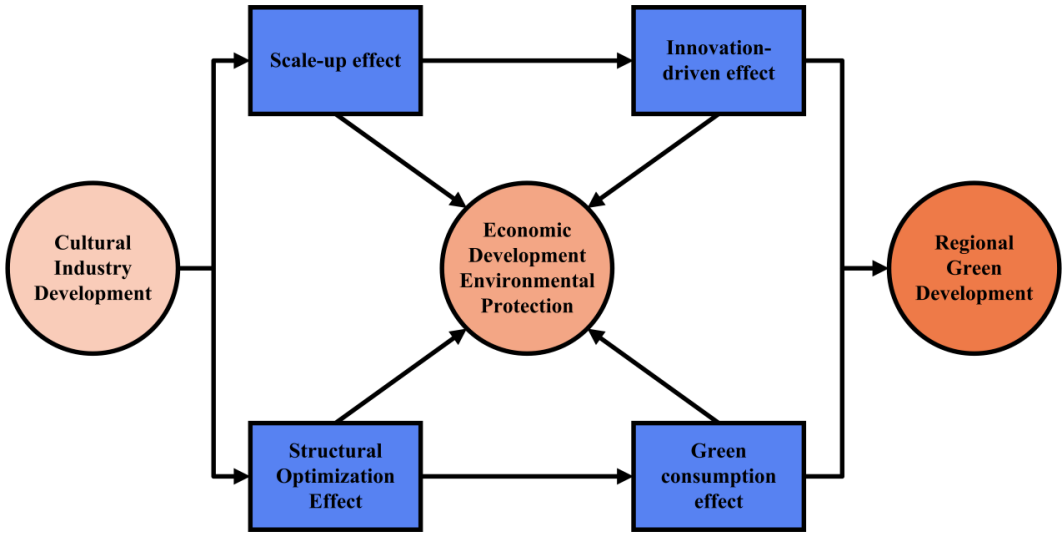 Scale-up effect
Innovation-
driven effect
Cultural
Industry
Development
Economic
Development
Environmental
Protection
Regional
Green
Development
Structural
Optimization
Effect
Green
consumption
effect